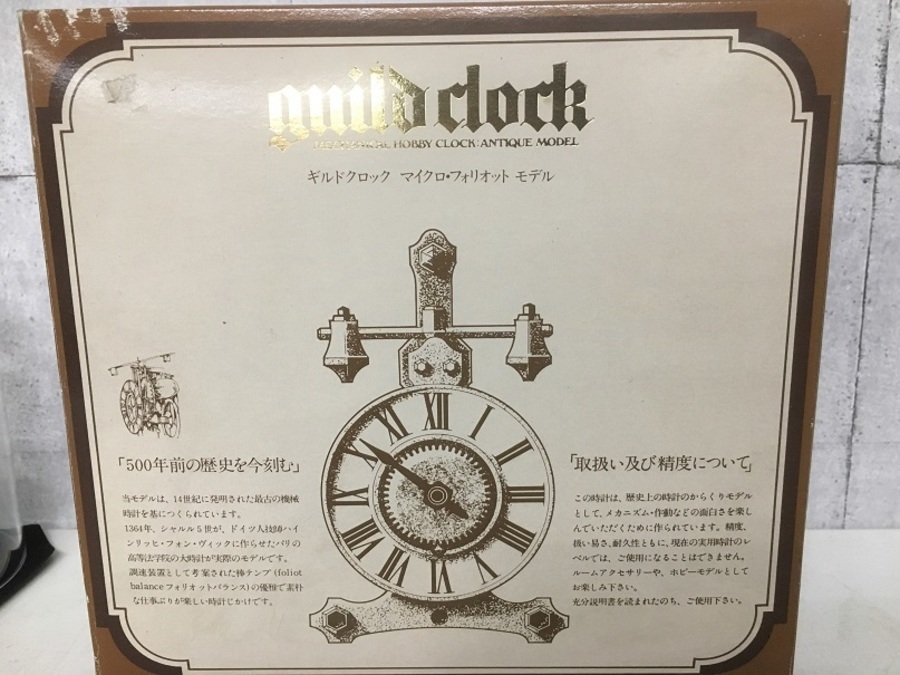 guild clock
MECHANICAL HOBBY CLOCK:ANTIQUE MODEL
ギルドクロック マイクロ・フォリオット モデル
XII
I
II
III
IIII
V
VI
VII
VIII
IX
X
XI
「500年前の歴史を今刻む」
当モデルは、14世紀に発明された最古の機械
時計を基につくられています。
1364年、シャルル5世が、ドイツ人技師ハイ
ンリッヒ・フォン・ヴィックに作らせたパリの
高等法学院の大時計が実際のモデルです。
調速装置として考案された棒テンプ(foliot
balanceフォリオットバランス)の優雅で素朴
な仕事ぶりが楽しい時計じかけです。
「取扱い及び精度について」
この時計は、歴史上の時計のからくりモデル
として、メカニズム・作動などの面白さを楽し
んでいただくために作られています。精度、
扱い易さ、耐久性ともに、現在の実用時計のレ
ベルでは、ご使用になることはできません。
ルームアクセサリーや、ホビーモデルとして
お楽しみ下さい。
充分説明書を読まれたのち、ご使用下さい。